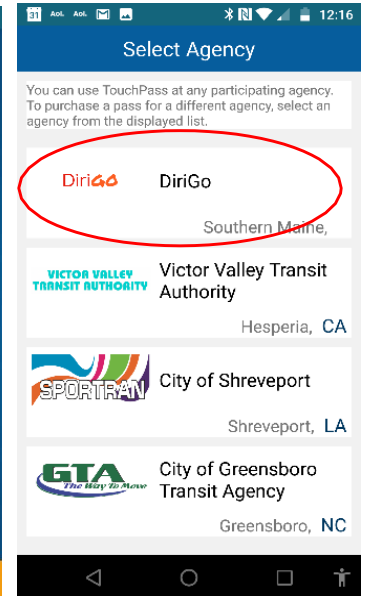 31 AOL AOL 12:16
Select Agency
You can use TouchPass at any participating agency.
To purchase a pass for a different agency, select an
agency from the displayed list.
DiriGO DiriGo
Southern Maine,
VICTOR VALLEY
TRANSIT AUTHORITY
Victor Valley Transit
Authority
Hesperia, CA
SPORTRAN
City of Shreveport
Shreveport, LA
GTA
The Way To Move
City of Greensboro
Transit Agency
Greensboro, NC